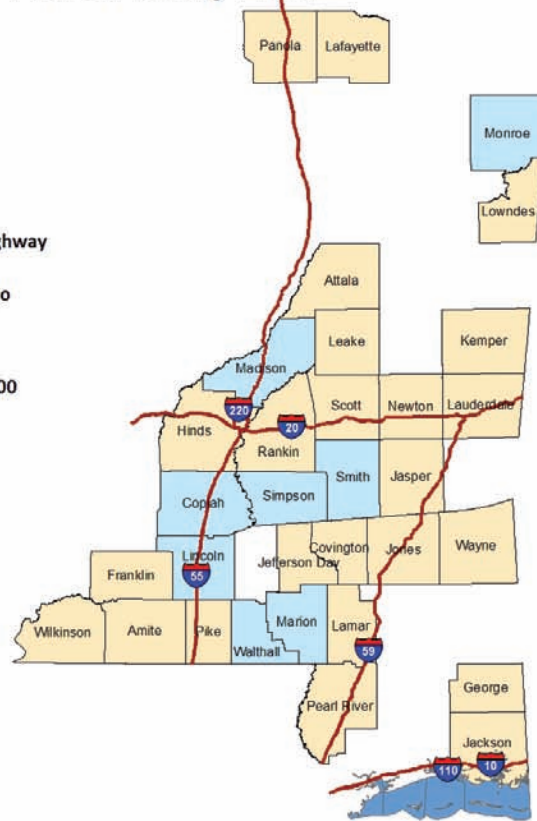 Panola Lafayette
Monroe
Lowndes
ghway
o
00
Attala
Leake
Kemper
Madison
220
Scott Newton Lauderdale
Hinds
20
Rankin
Smith Jasper
Simpson
Copiah
Lincoln
55
Jefferson Day
Covington
Jones
Wayne
Franklin
Wilkinson
Amite
Pike
Walthall
Marion
Lamar
59
Pearl River
George
Jackson
110
10